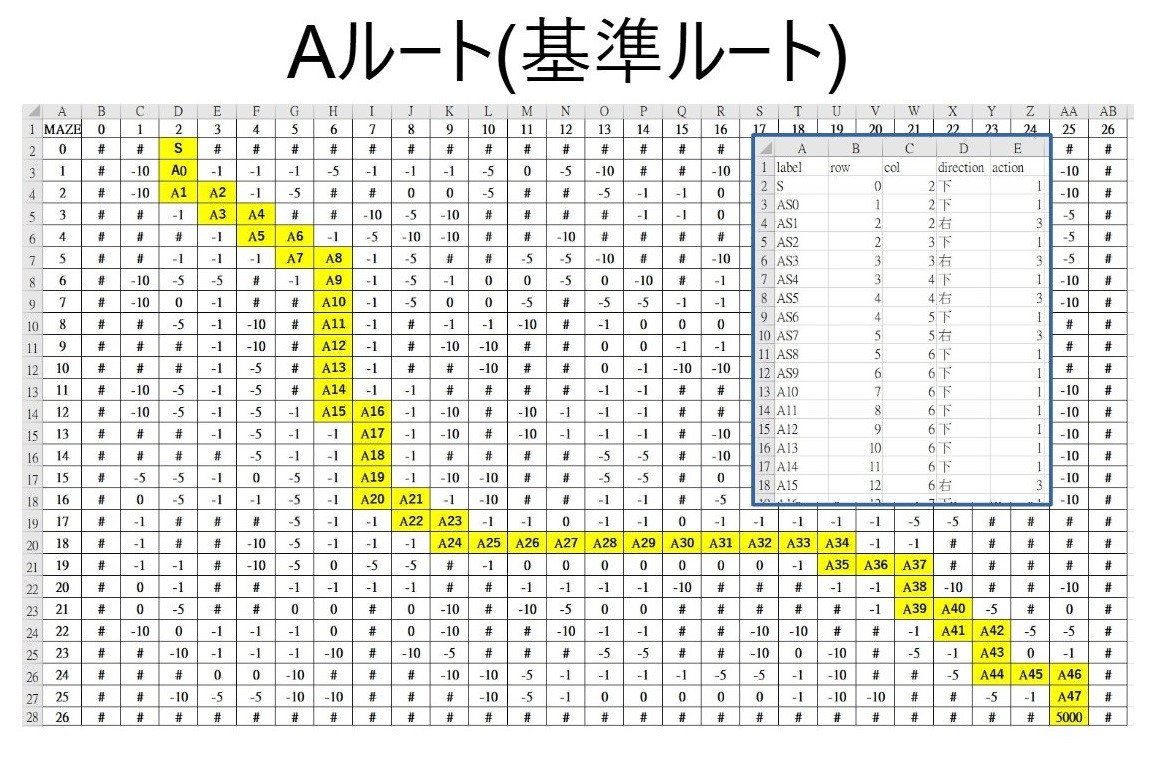 Aルート(基準ルート)
A B C D E F G H I J K L M N O P Q R S T U V W X Y Z AA AB
1 MAZE 0 1 2 3 4 5 6 7 8 9 10 11 12 13 14 15 16 17 18 19 20 21 22 23 24 25 26
2 0 # # S # # # # # # # # # # # # # # # #
3 1 # -10 A0 -1 -1 -1 -5 -1 -1 -1 -5 0 -5 -10 # # -10 -10 #
4 2 # -10 A1 A2 -1 -5 # # 0 0 -5 # # -5 -1 -1 0 -10 #
5 3 # # -1 A3 A4 # # -10 -5 -10 # # # # -1 -1 0 -5 #
6 4 # # # -1 A5 A6 -1 -5 -10 -10 # # -10 # # # # -5 #
7 5 # # -1 -1 -1 A7 A8 -1 -5 # # -5 -5 -10 # # -10 -5 #
8 6 # -10 -5 -5 # -1 A9 -1 -5 -1 0 0 -5 0 -10 # -1 -10 #
9 7 # -10 0 -1 # # A10 -1 -5 0 0 -5 # -5 -5 -1 -1 -10 #
10 8 # # -5 -1 -10 # A11 -1 # -1 -1 -10 # -1 0 0 0 # #
11 9 # # # -1 -10 # A12 -1 # -10 -10 # # 0 0 -1 -1 # #
12 10 # # # -1 -5 # A13 -1 # # -10 # # 0 -1 -10 -10 # #
13 11 # -10 -5 -1 -5 # A14 -1 -1 # # # # -1 -1 # # -10 #
14 12 # -10 -5 -1 -5 -1 A15 A16 -1 -10 # -10 -1 -1 -1 # # -10 #
15 13 # # # -1 -5 -1 -1 A17 -1 -10 # -10 -1 -1 -1 # -10 -10 #
16 14 # # # # -5 -1 -1 A18 -1 # # # # -5 -5 # -10 -10 #
17 15 # -5 -5 -1 0 -5 -1 A19 -1 -10 -10 # # -5 -5 # 0 -10 #
18 16 # 0 -5 -1 -1 -5 -1 A20 A21 -1 -10 # # -1 -1 # -5 -10 #
19 17 # -1 # # # -5 -1 -1 A22 A23 -1 -1 0 -1 -1 0 -1 -1 -1 -1 -1 -5 -5 # # # #
20 18 # -1 # # -10 -5 -1 -1 -1 A24 A25 A26 A27 A28 A29 A30 A31 A32 A33 A34 -1 -1 # # # # #
21 19 # -1 -1 # -10 -5 0 -5 -5 # -1 0 0 0 0 0 0 0 -1 A35 A36 A37 # # # # #
22 20 # 0 -1 # # -1 -1 -1 -1 # # -1 -1 -1 -1 -10 # # # -1 -1 A38 -10 # # -10 #
23 21 # 0 -5 # # 0 0 # 0 -10 # -10 -5 0 0 # # # # # -1 A39 A40 -5 # 0 #
24 22 # -10 0 -1 -1 -1 0 # 0 -10 # # -10 -1 -1 # # -10 -10 # # -1 A41 A42 -5 -5 #
25 23 # # -10 -1 -1 -1 -10 # -10 -5 # # # -5 -5 # # -10 0 -10 # -5 -1 A43 0 -1 #
26 24 # # # 0 0 -10 # # # -10 -10 -5 -1 -1 -1 -1 -5 -5 -1 -10 # # -5 A44 A45 A46 #
27 25 # # -10 -5 -5 -10 -10 # # # -10 -5 -1 0 0 0 0 0 -1 -10 -10 # # -5 -1 A47 #
28 26 # # # # # # # # # # # # # # # # # # # # # # # # # 5000 #
A B C D E
1 label row col direction action
2 S 0 2 下 1
3 AS0 1 2 下 1
4 AS1 2 2 右 3
5 AS2 2 3 下 1
6 AS3 3 3 右 3
7 AS4 3 4 下 1
8 AS5 4 4 右 3
9 AS6 4 5 下 1
10 AS7 5 5 右 3
11 AS8 5 6 下 1
12 AS9 6 6 下 1
13 A10 7 6 下 1
14 A11 8 6 下 1
15 A12 9 6 下 1
16 A13 10 6 下 1
17 A14 11 6 下 1
18 A15 12 6 右 3